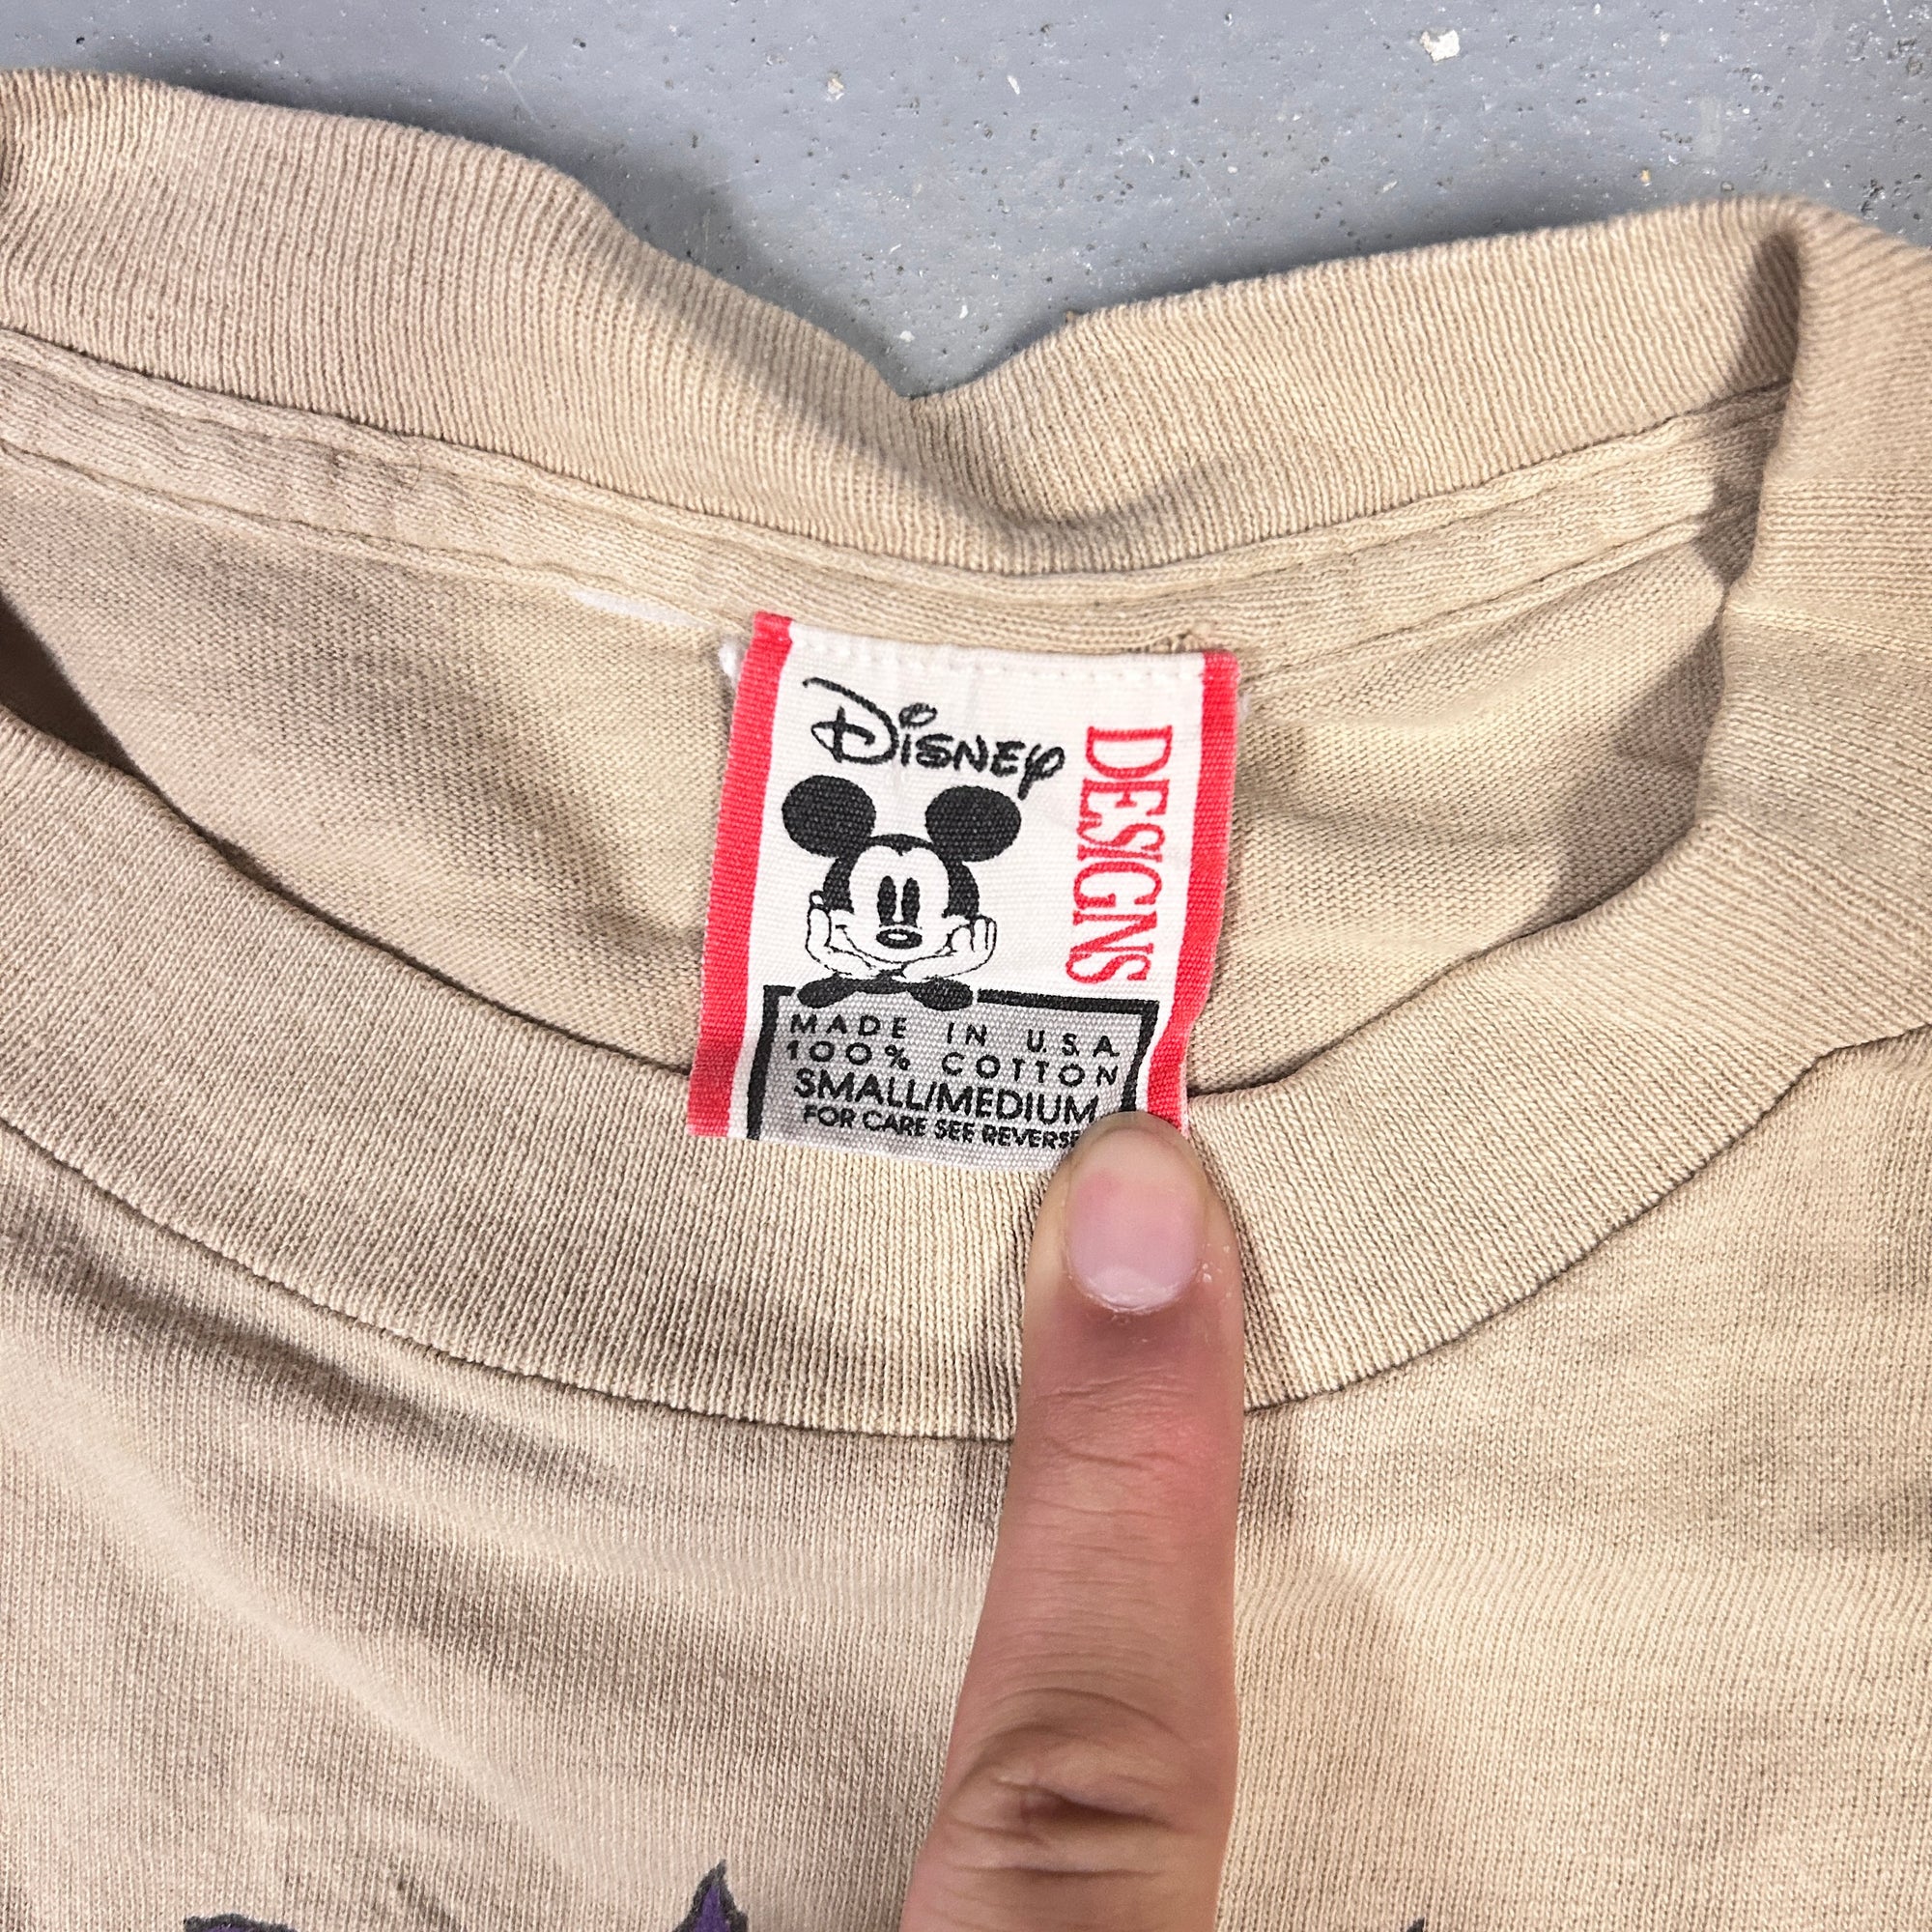 Disney
DESIGNS
MADE IN U.S.A.
100% COTTON
SMALL/MEDIUM
FOR CARE SEE REVERSE